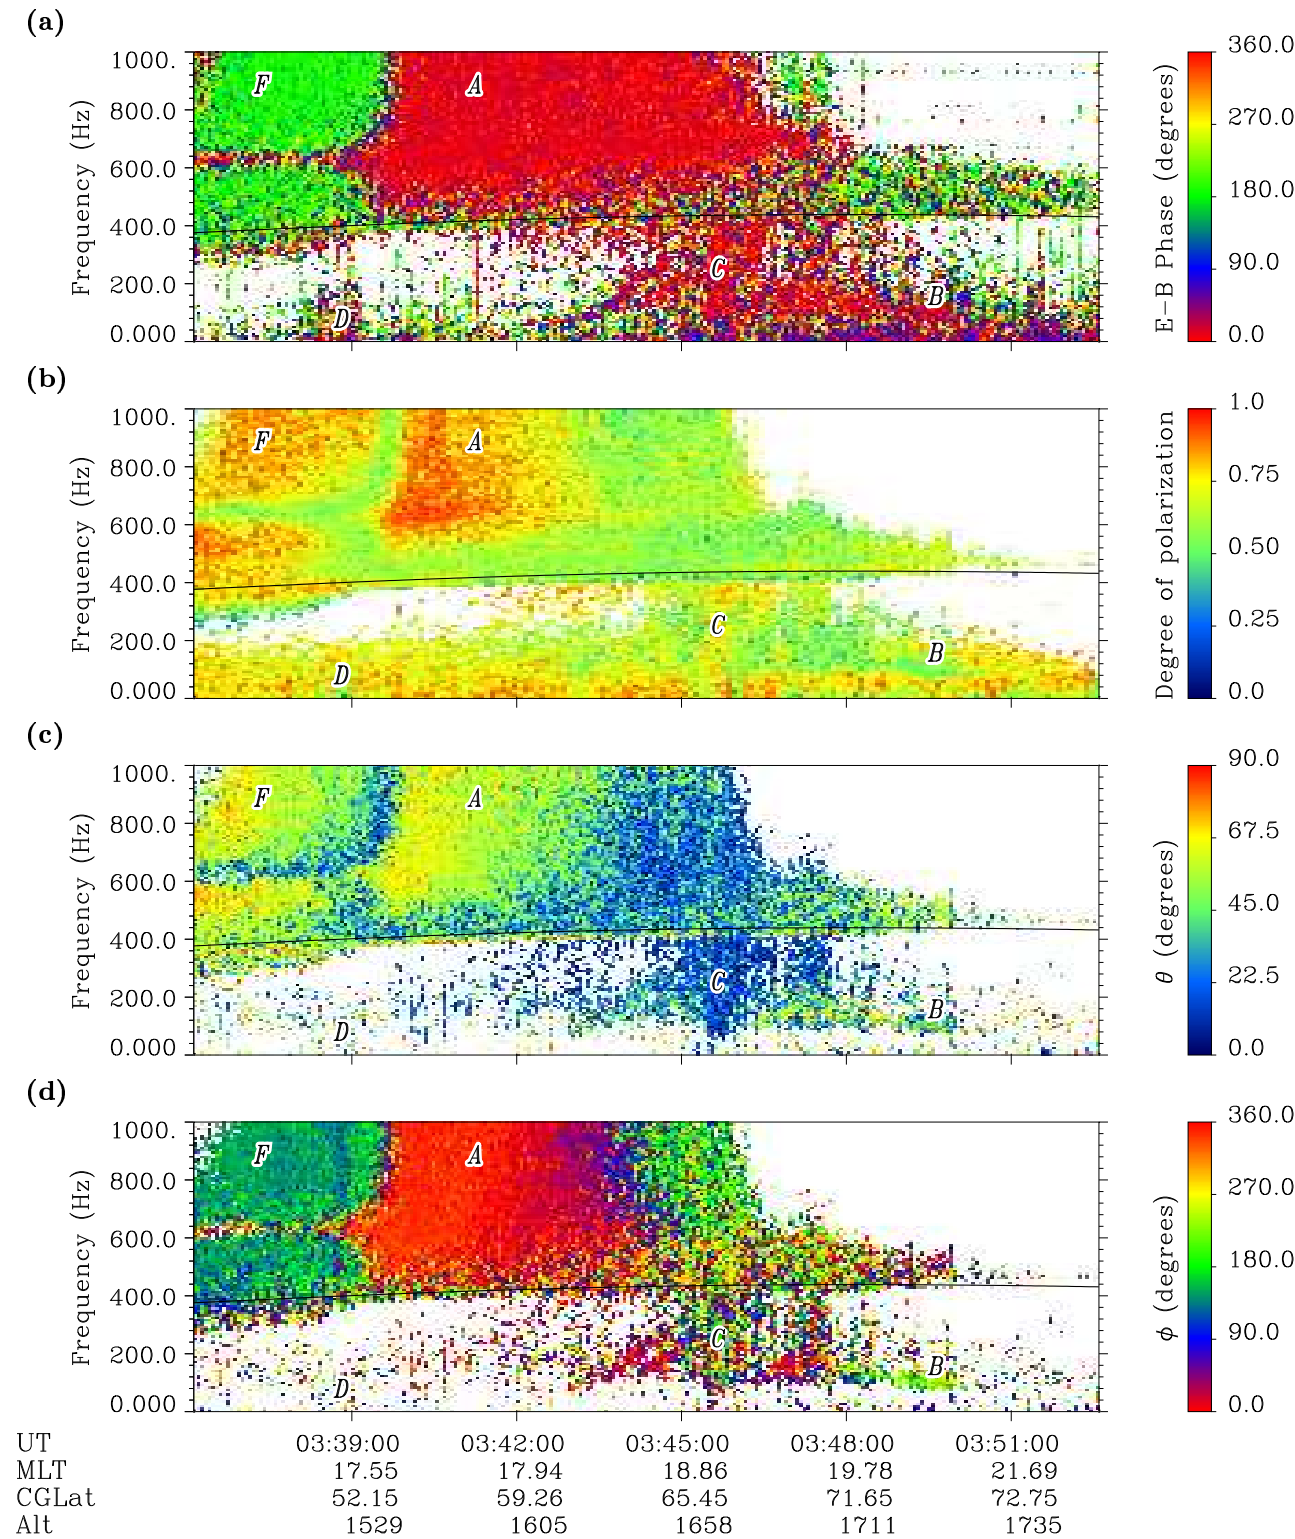 (a)
1000.
800.0
600.0
400.0
200.0
0.000
Frequency (Hz)
F
A
C
D
B
360.0
270.0
180.0
90.0
0.0
E-B Phase (degrees)
(b)
1000.
800.0
600.0
400.0
200.0
0.000
Frequency (Hz)
F
A
C
D
B
1.0
0.75
0.50
0.25
0.0
Degree of polarization
(c)
1000.
800.0
600.0
400.0
200.0
0.000
Frequency (Hz)
F
A
C
D
B
90.0
67.5
45.0
22.5
0.0
θ (degrees)
(d)
1000.
800.0
600.0
400.0
200.0
0.000
Frequency (Hz)
F
A
C
D
B
360.0
270.0
180.0
90.0
0.0
ϕ (degrees)
UT 03:39:00 03:42:00 03:45:00 03:48:00 03:51:00
MLT 17.55 17.94 18.86 19.78 21.69
CGLat 52.15 59.26 65.45 71.65 72.75
Alt 1529 1605 1658 1711 1735